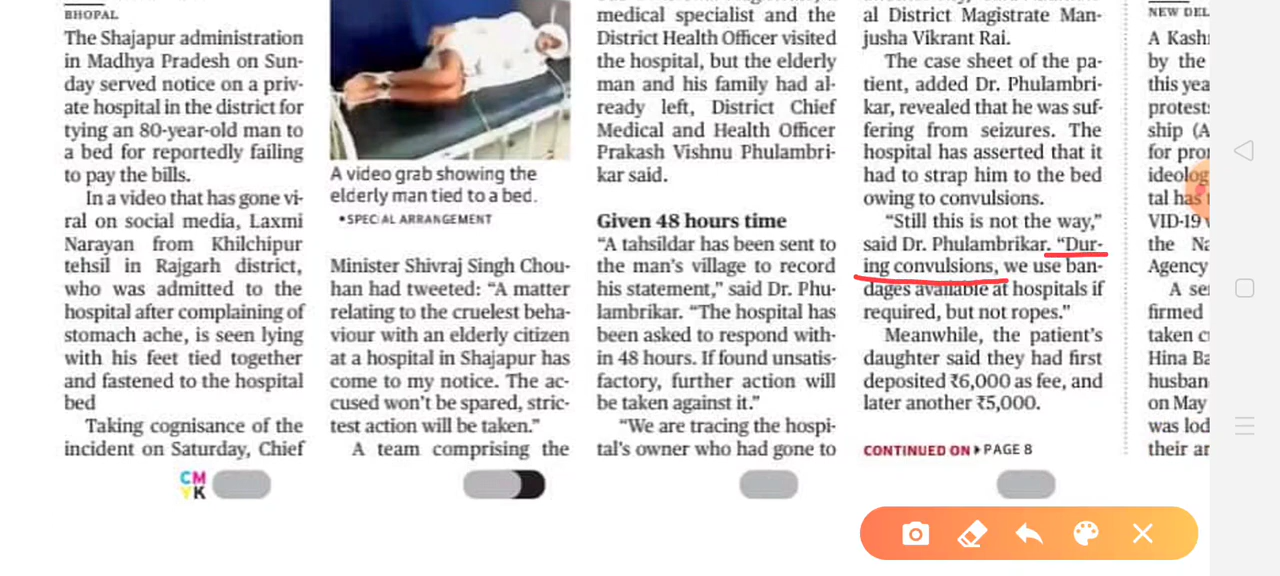 BHOPAL
The Shajapur administration
in Madhya Pradesh on Sun-
day served notice on a priv-
ate hospital in the district for
tying an 80-year-old man to
a bed for reportedly failing
to pay the bills.
In a video that has gone vi-
ral on social media, Laxmi
Narayan from Khilchipur
tehsil in Rajgarh district,
who was admitted to the
hospital after complaining of
stomach ache, is seen lying
with his feet tied together
and fastened to the hospital
bed
Taking cognisance of the
incident on Saturday, Chief
A video grab showing the
elderly man tied to a bed.
•SPECIAL ARRANGEMENT
Minister Shivraj Singh Chou-
han had tweeted: “A matter
relating to the cruelest beha-
viour with an elderly citizen
at a hospital in Shajapur has
come to my notice. The ac-
cused won’t be spared, stric-
test action will be taken.”
A team comprising the
medical specialist and the
District Health Officer visited
the hospital, but the elderly
man and his family had al-
ready left, District Chief
Medical and Health Officer
Prakash Vishnu Phulambri-
kar said.
Given 48 hours time
“A tahsildar has been sent to
the man’s village to record
his statement,” said Dr. Phu-
lambrikar. “The hospital has
been asked to respond with-
in 48 hours. If found unsatis-
factory, further action will
be taken against it.”
“We are tracing the hospi-
tal’s owner who had gone to
al District Magistrate Man-
jusha Vikrant Rai.
The case sheet of the pa-
tient, added Dr. Phulambri-
kar, revealed that he was suf-
fering from seizures. The
hospital has asserted that it
had to strap him to the bed
owing to convulsions.
“Still this is not the way,”
said Dr. Phulambrikar. “Dur-
ing convulsions, we use ban-
dages available at hospitals if
required, but not ropes.”
Meanwhile, the patient’s
daughter said they had first
deposited ₹6,000 as fee, and
later another ₹5,000.
CONTINUED ON ▸ PAGE 8
NEW DEL
A Kash
by the
this yea
protest
ship (A
for pro
ideolog
tal has
VID-19
the Na
Agency
A se
firmed
taken c
Hina Ba
husban
on May
was lod
their ar
CM
YK